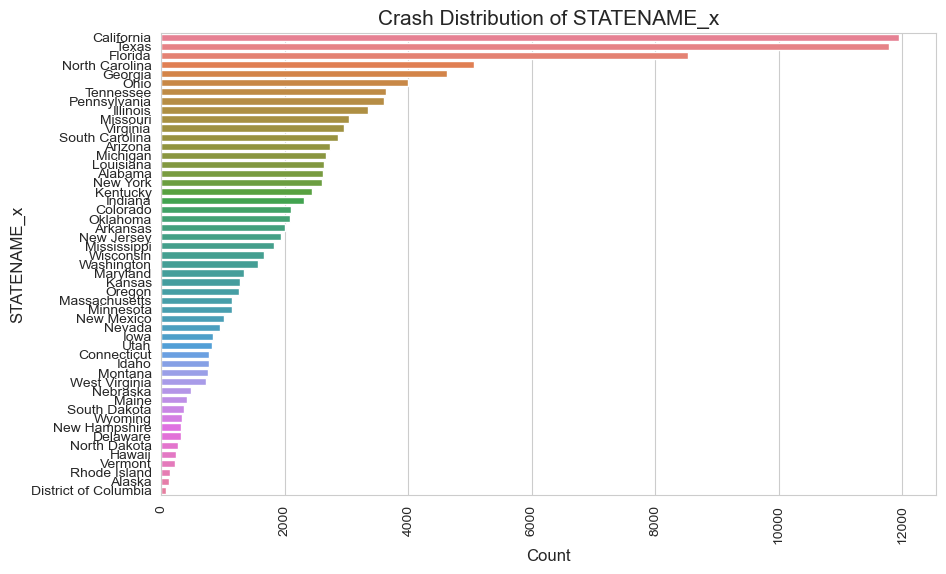 Crash Distribution of STATENAME_x
California
Texas
Florida
North Carolina
Georgia
Ohio
Tennessee
Pennsylvania
Illinois
Missouri
Virginia
South Carolina
Arizona
Michigan
Louisiana
Alabama
New York
Kentucky
Indiana
Colorado
Oklahoma
Arkansas
New Jersey
Mississippi
Wisconsin
Washington
Maryland
Kansas
Oregon
Massachusetts
Minnesota
New Mexico
Nevada
Iowa
Utah
Connecticut
Idaho
Montana
West Virginia
Nebraska
Maine
South Dakota
Wyoming
New Hampshire
Delaware
North Dakota
Hawaii
Vermont
Rhode Island
Alaska
District of Columbia
STATENAME_x
0 2000 4000 6000 8000 10000 12000
Count